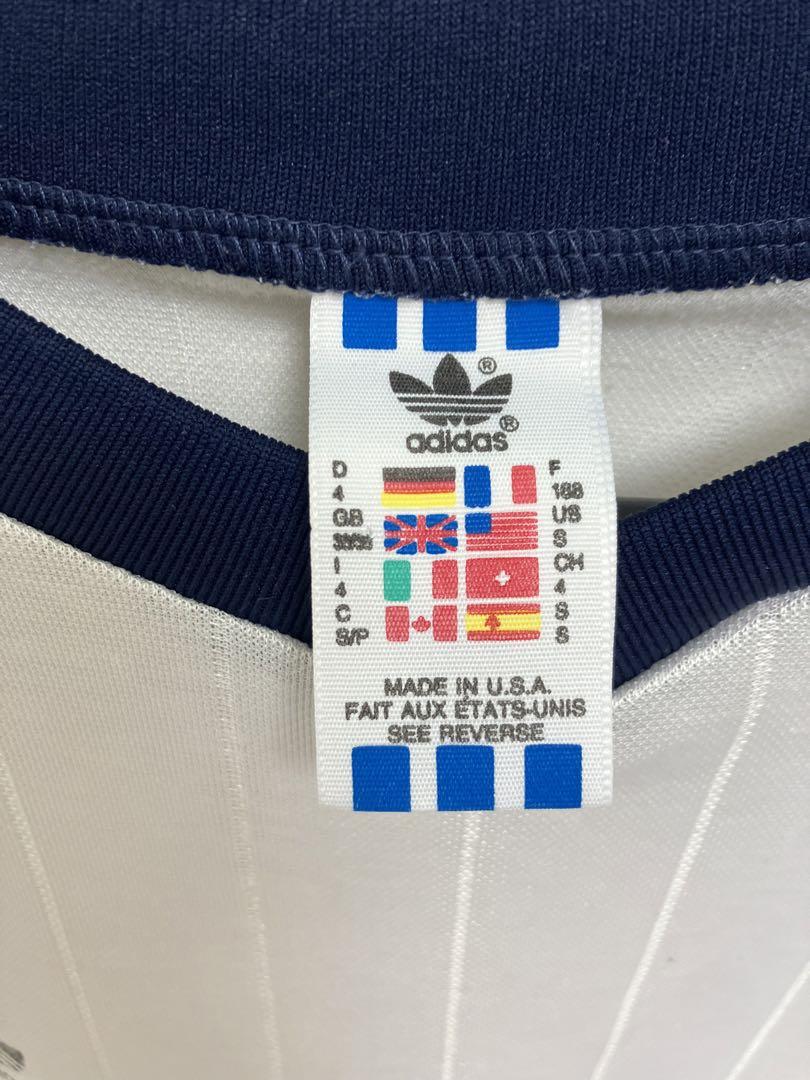 adidas
D
4
GB
I
4
C
S/P
F
168
US
S
CH
4
S
S
MADE IN U.S.A.
FAIT AUX ÉTATS-UNIS
SEE REVERSE